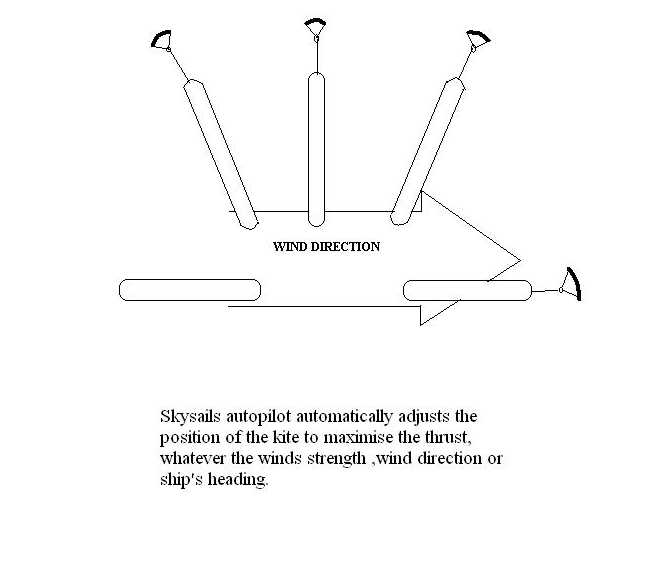 WIND DIRECTION
Skysails autopilot automatically adjusts the
position of the kite to maximise the thrust,
whatever the winds strength ,wind direction or
ship's heading.